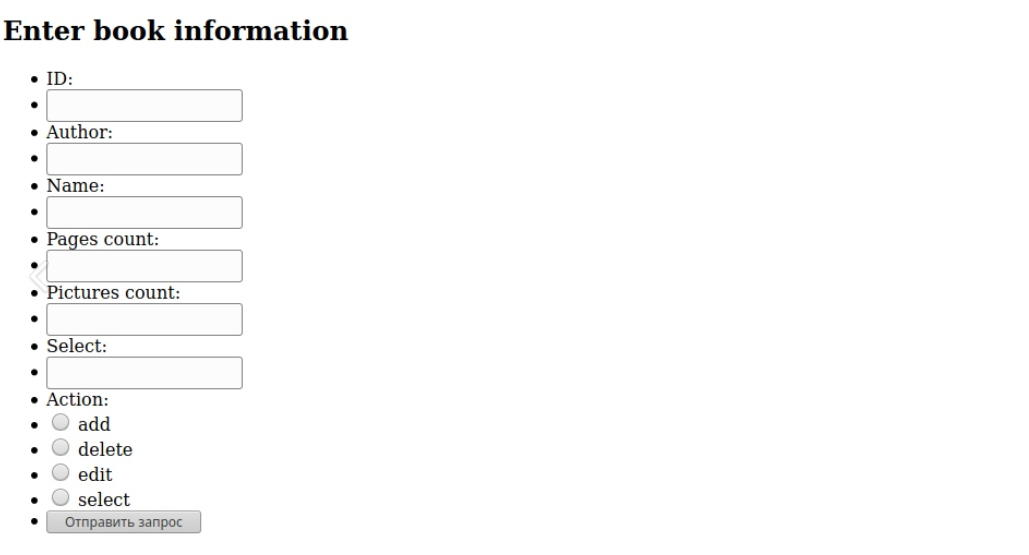 Enter book information
ID:
Author:
Name:
Pages count:
Pictures count:
Select:
Action:
add
delete
edit
select
Отправить запрос